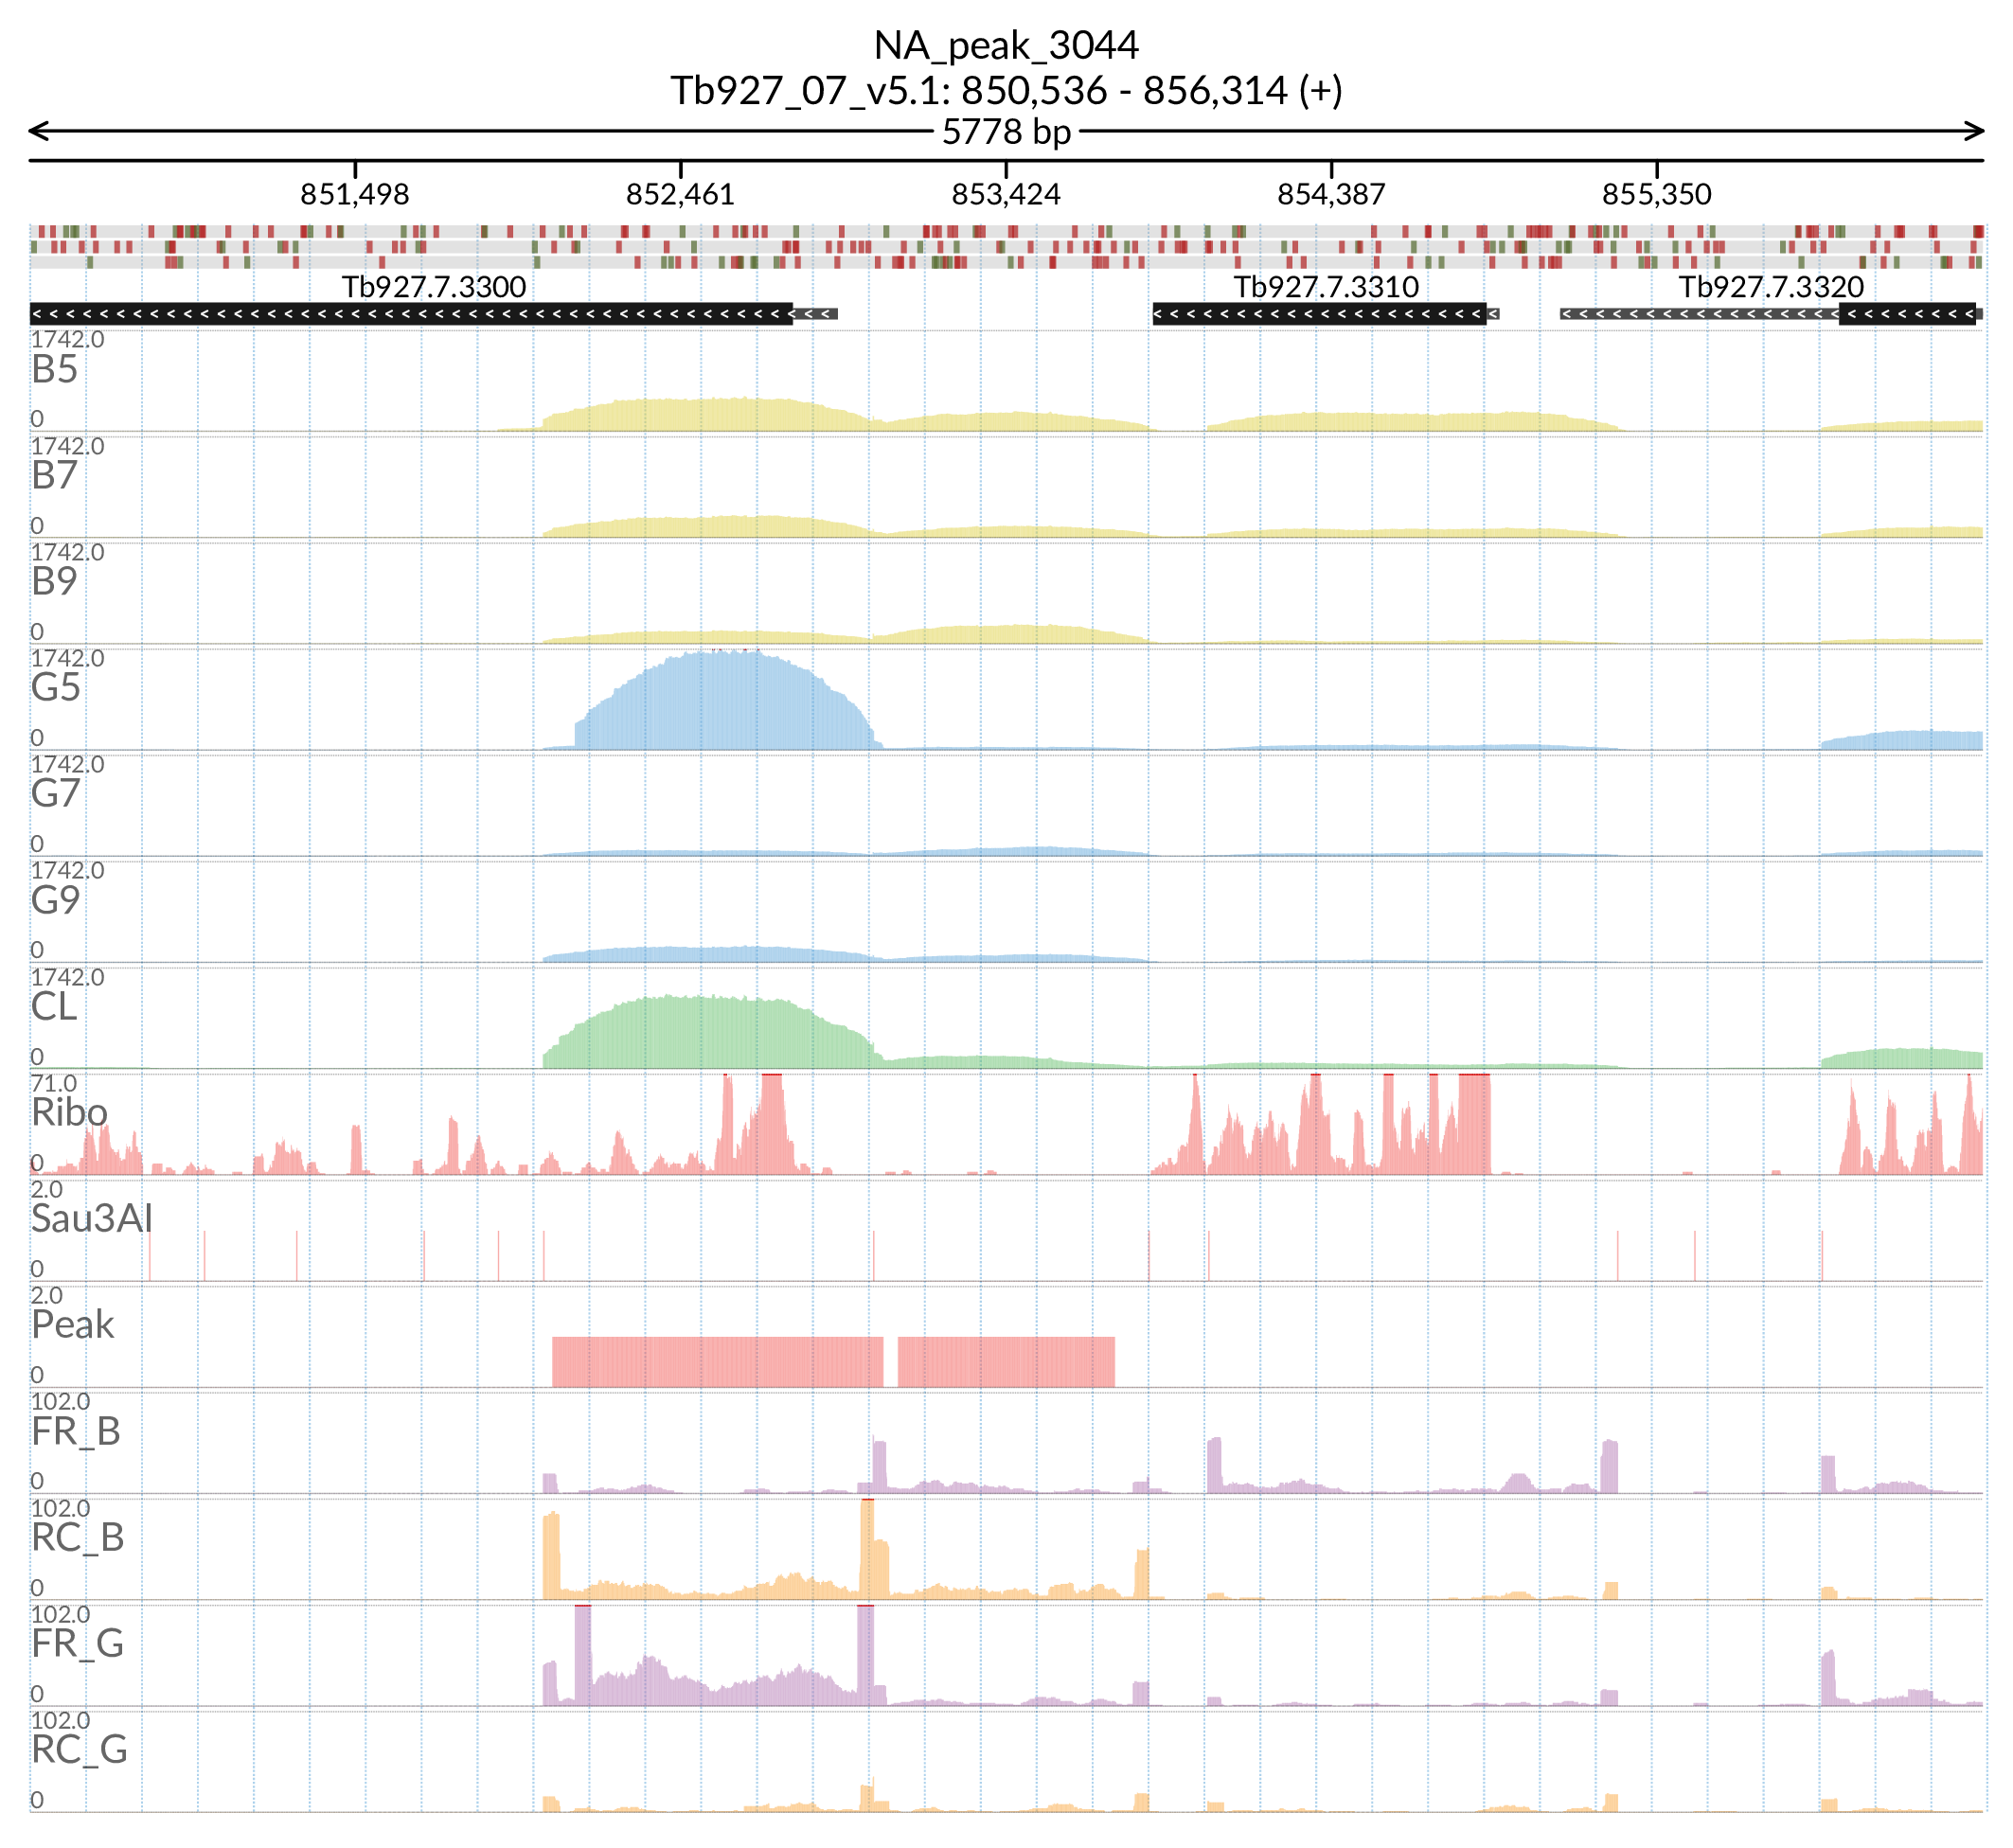 NA_peak_3044
Tb927_07_v5.1: 850,536 - 856,314 (+)
5778 bp
851,498 852,461 853,424 854,387 855,350
Tb927.7.3300 Tb927.7.3310 Tb927.7.3320
1742.0
B5
0
1742.0
B7
0
1742.0
B9
0
1742.0
G5
0
1742.0
G7
0
1742.0
G9
0
1742.0
CL
0
71.0
Ribo
0
2.0
Sau3AI
0
2.0
Peak
0
102.0
FR_B
0
102.0
RC_B
0
102.0
FR_G
0
102.0
RC_G
0